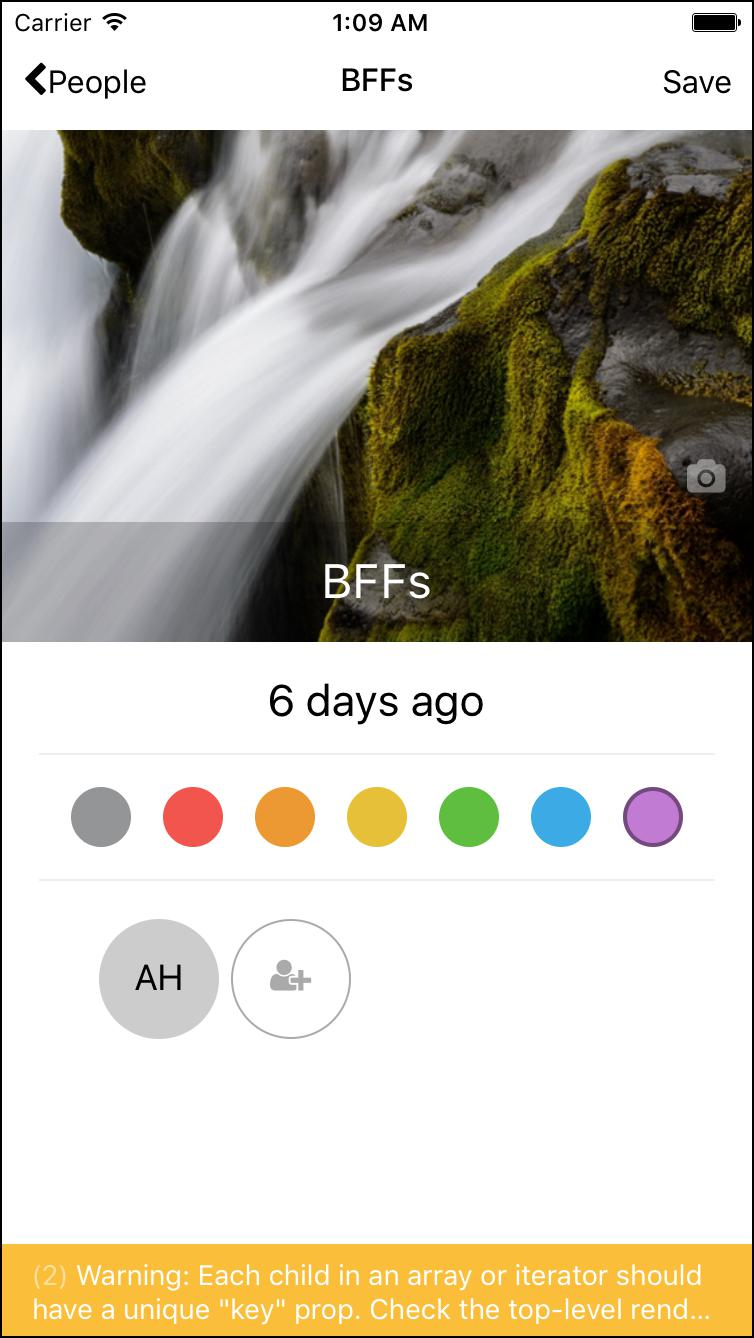 Carrier 1:09 AM
People BFFs Save
BFFs
6 days ago
AH
(2) Warning: Each child in an array or iterator should
have a unique "key" prop. Check the top-level rend...